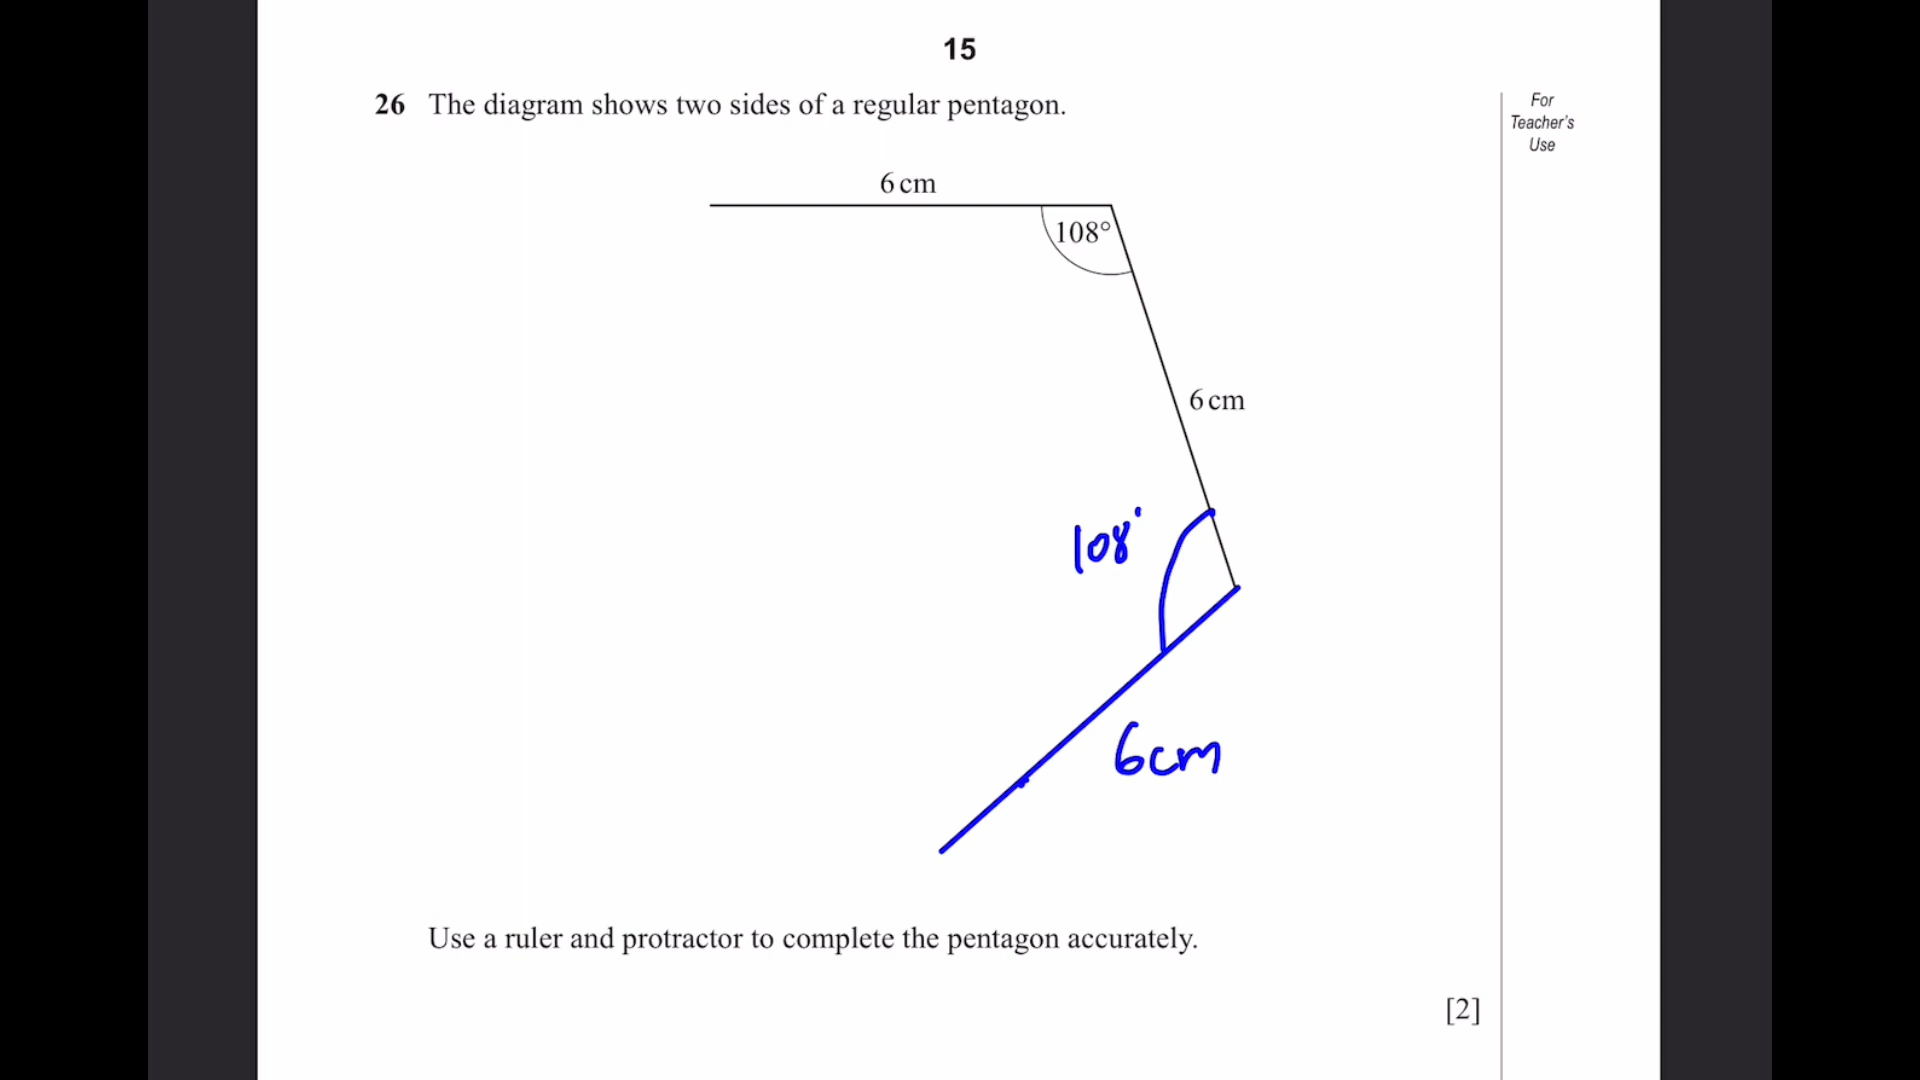 15
26 The diagram shows two sides of a regular pentagon.
For
Teacher's
Use
6 cm
108°
6 cm
108°
6cm
Use a ruler and protractor to complete the pentagon accurately.
[2]